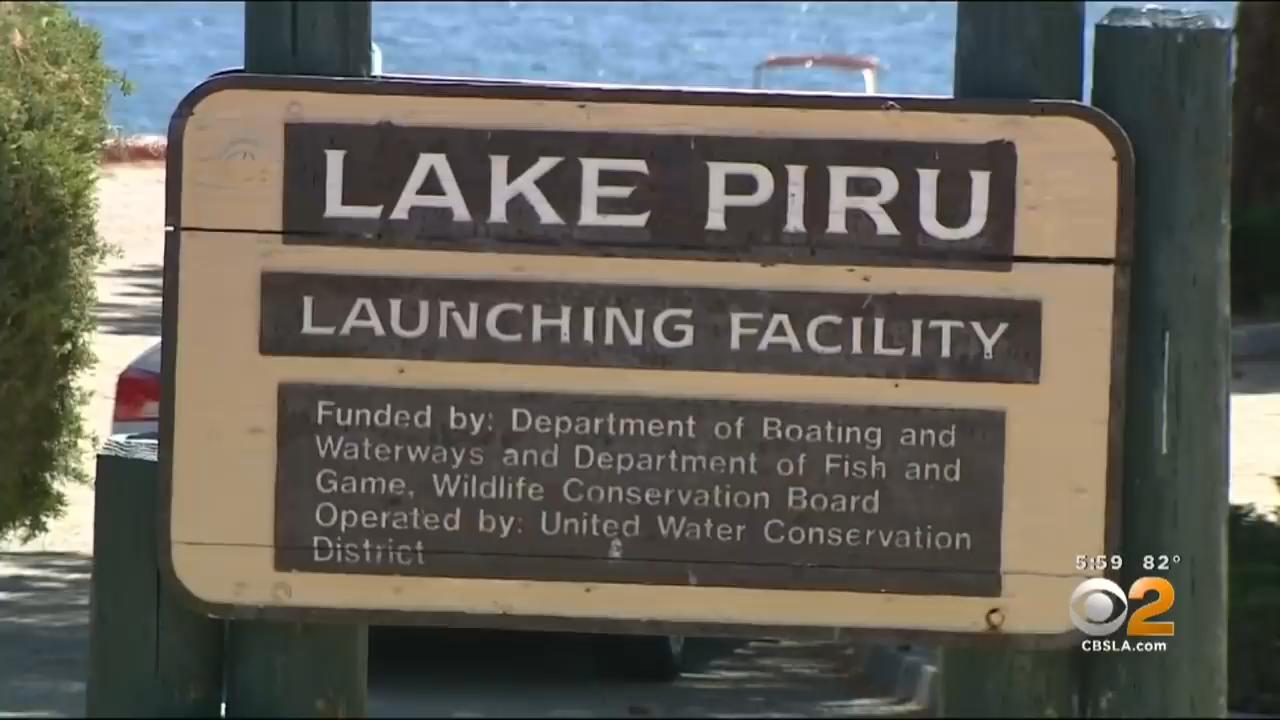 LAKE PIRU
LAUNCHING FACILITY
Funded by: Department of Boating and
Waterways and Department of Fish and
Game, Wildlife Conservation Board
Operated by: United Water Conservation
District
5:59 82°
2
CBSLA.com